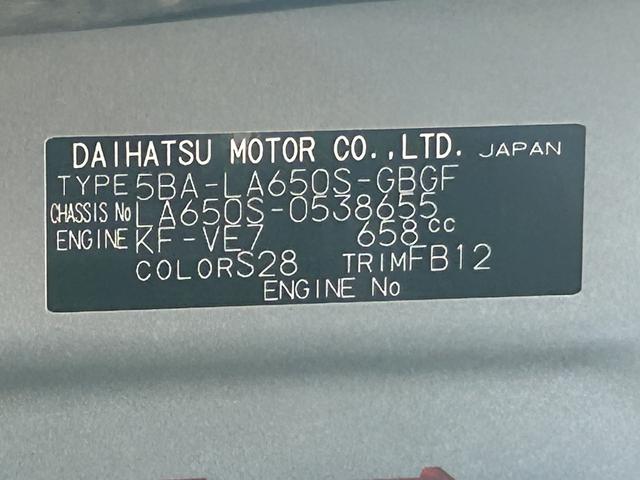 DAIHATSU MOTOR CO.,LTD. JAPAN
TYPE 5BA-LA650S-GBGF
CHASSIS No LA650S-0538655
ENGINE KF-VE7 658 cc
COLOR S28 TRIM FB12
ENGINE No